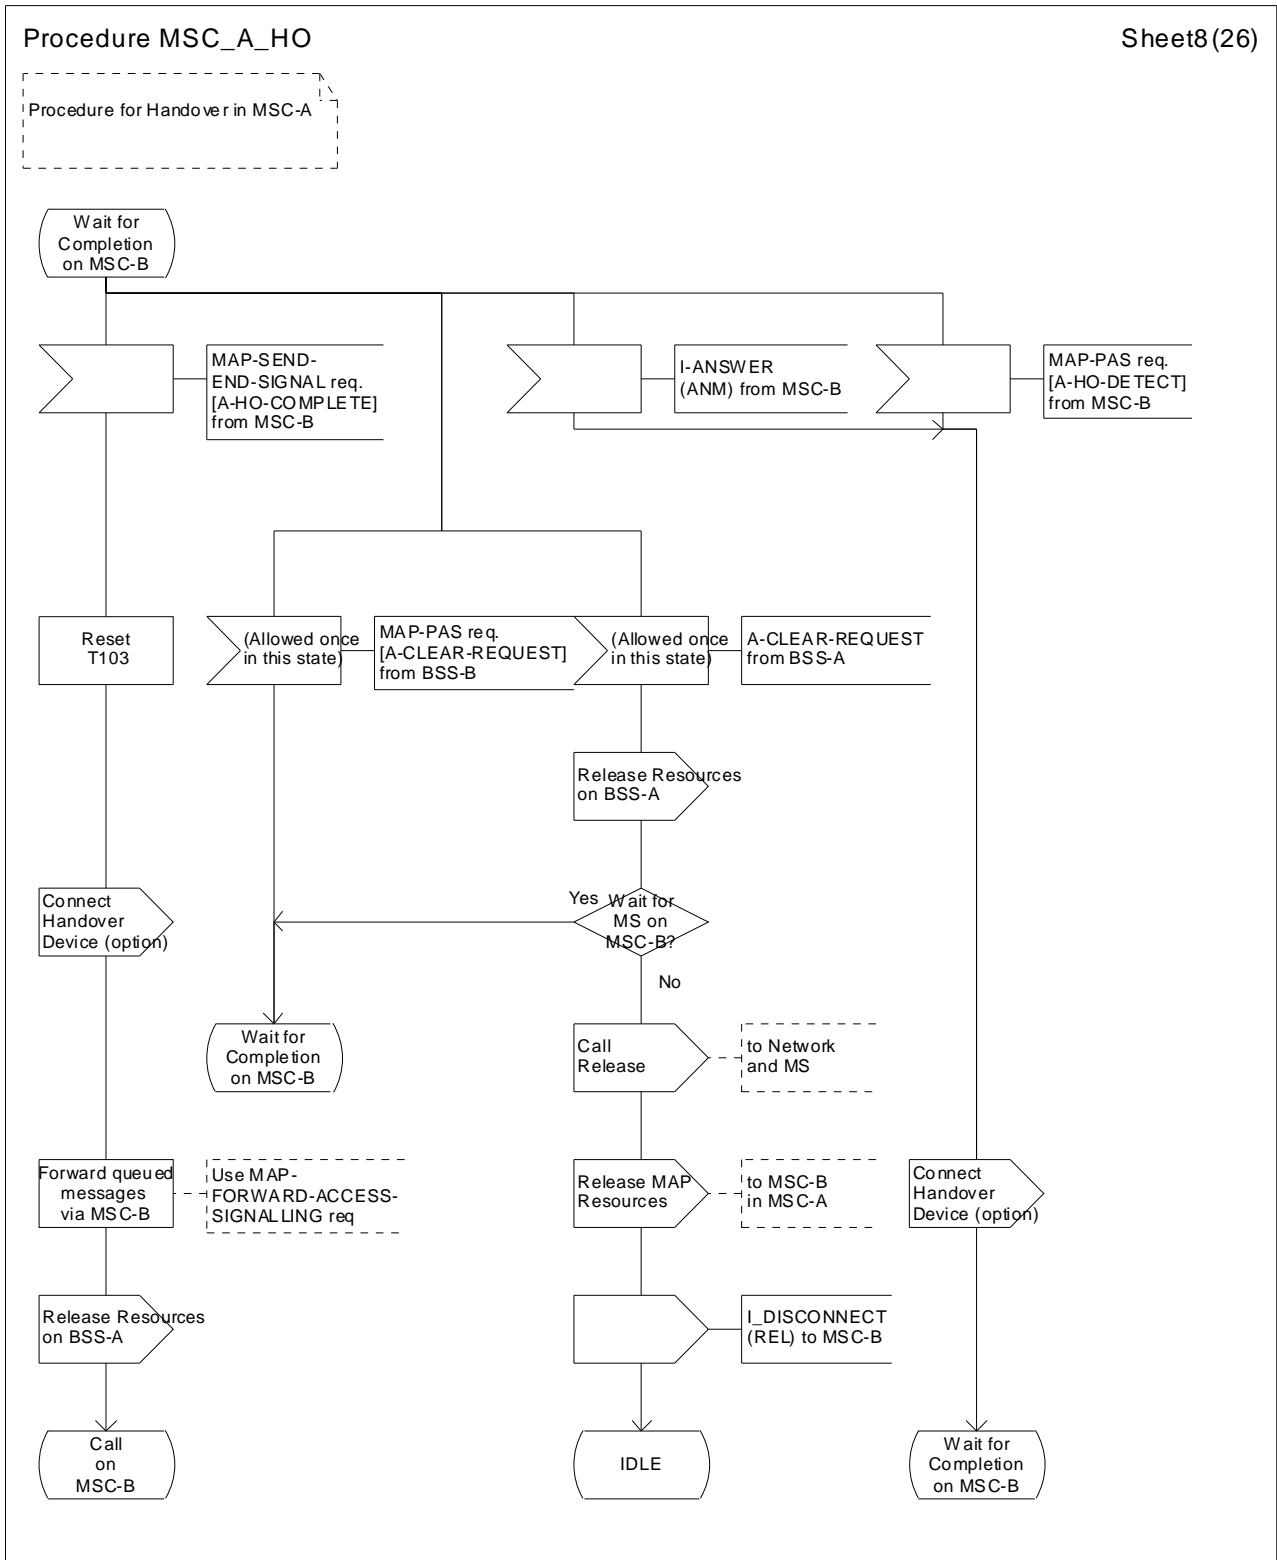 Procedure MSC_A_HO
Sheet8(26)
Procedure for Handover in MSC-A
Wait for
Completion
on MSC-B
MAP-SEND-
END-SIGNAL req.
[A-HO-COMPLETE]
from MSC-B
I-ANSWER
(ANM) from MSC-B
MAP-PAS req.
[A-HO-DETECT]
from MSC-B
Reset
T103
(Allowed once
in this state)
MAP-PAS req.
[A-CLEAR-REQUEST]
from BSS-B
(Allowed once
in this state)
A-CLEAR-REQUEST
from BSS-A
Release Resources
on BSS-A
Connect
Handover
Device (option)
Yes
Wait for
MS on
MSC-B?
No
Wait for
Completion
on MSC-B
Call
Release
to Network
and MS
Forward queued
messages
via MSC-B
Use MAP-
FORWARD-ACCESS-
SIGNALLING req
Release MAP
Resources
to MSC-B
in MSC-A
Connect
Handover
Device (option)
Release Resources
on BSS-A
I_DISCONNECT
(REL) to MSC-B
Call
on
MSC-B
IDLE
Wait for
Completion
on MSC-B